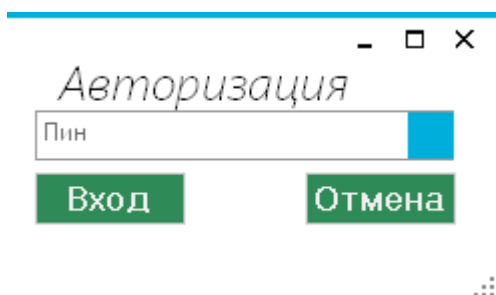 Авторизация
Пин
Вход Отмена